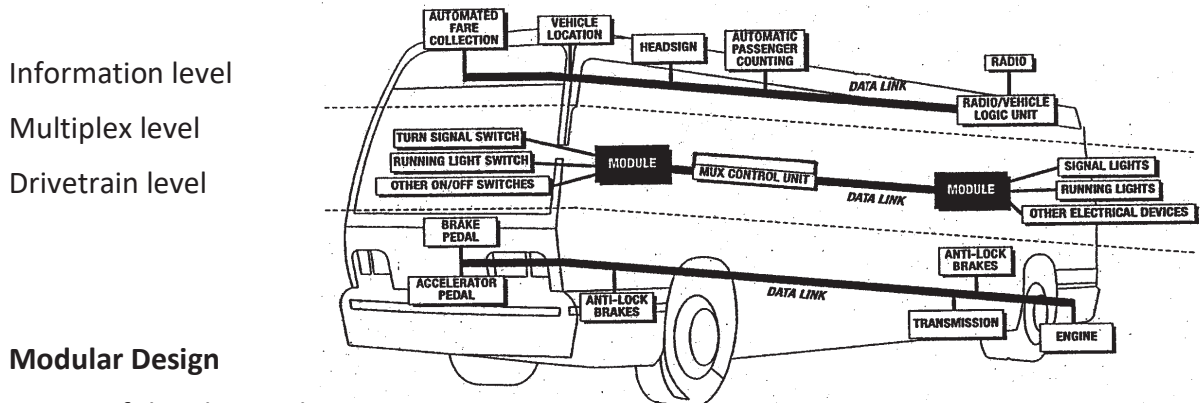 AUTOMATED
FARE
COLLECTION
VEHICLE
LOCATION
HEADSIGN
AUTOMATIC
PASSENGER
COUNTING
RADIO
DATA LINK
RADIO/VEHICLE
LOGIC UNIT
Information level
Multiplex level
Drivetrain level
TURN SIGNAL SWITCH
RUNNING LIGHT SWITCH
OTHER ON/OFF SWITCHES
MODULE
MUX CONTROL UNIT
DATA LINK
MODULE
SIGNAL LIGHTS
RUNNING LIGHTS
OTHER ELECTRICAL DEVICES
BRAKE
PEDAL
ACCELERATOR
PEDAL
ANTI-LOCK
BRAKES
DATA LINK
ANTI-LOCK
BRAKES
TRANSMISSION
ENGINE
Modular Design